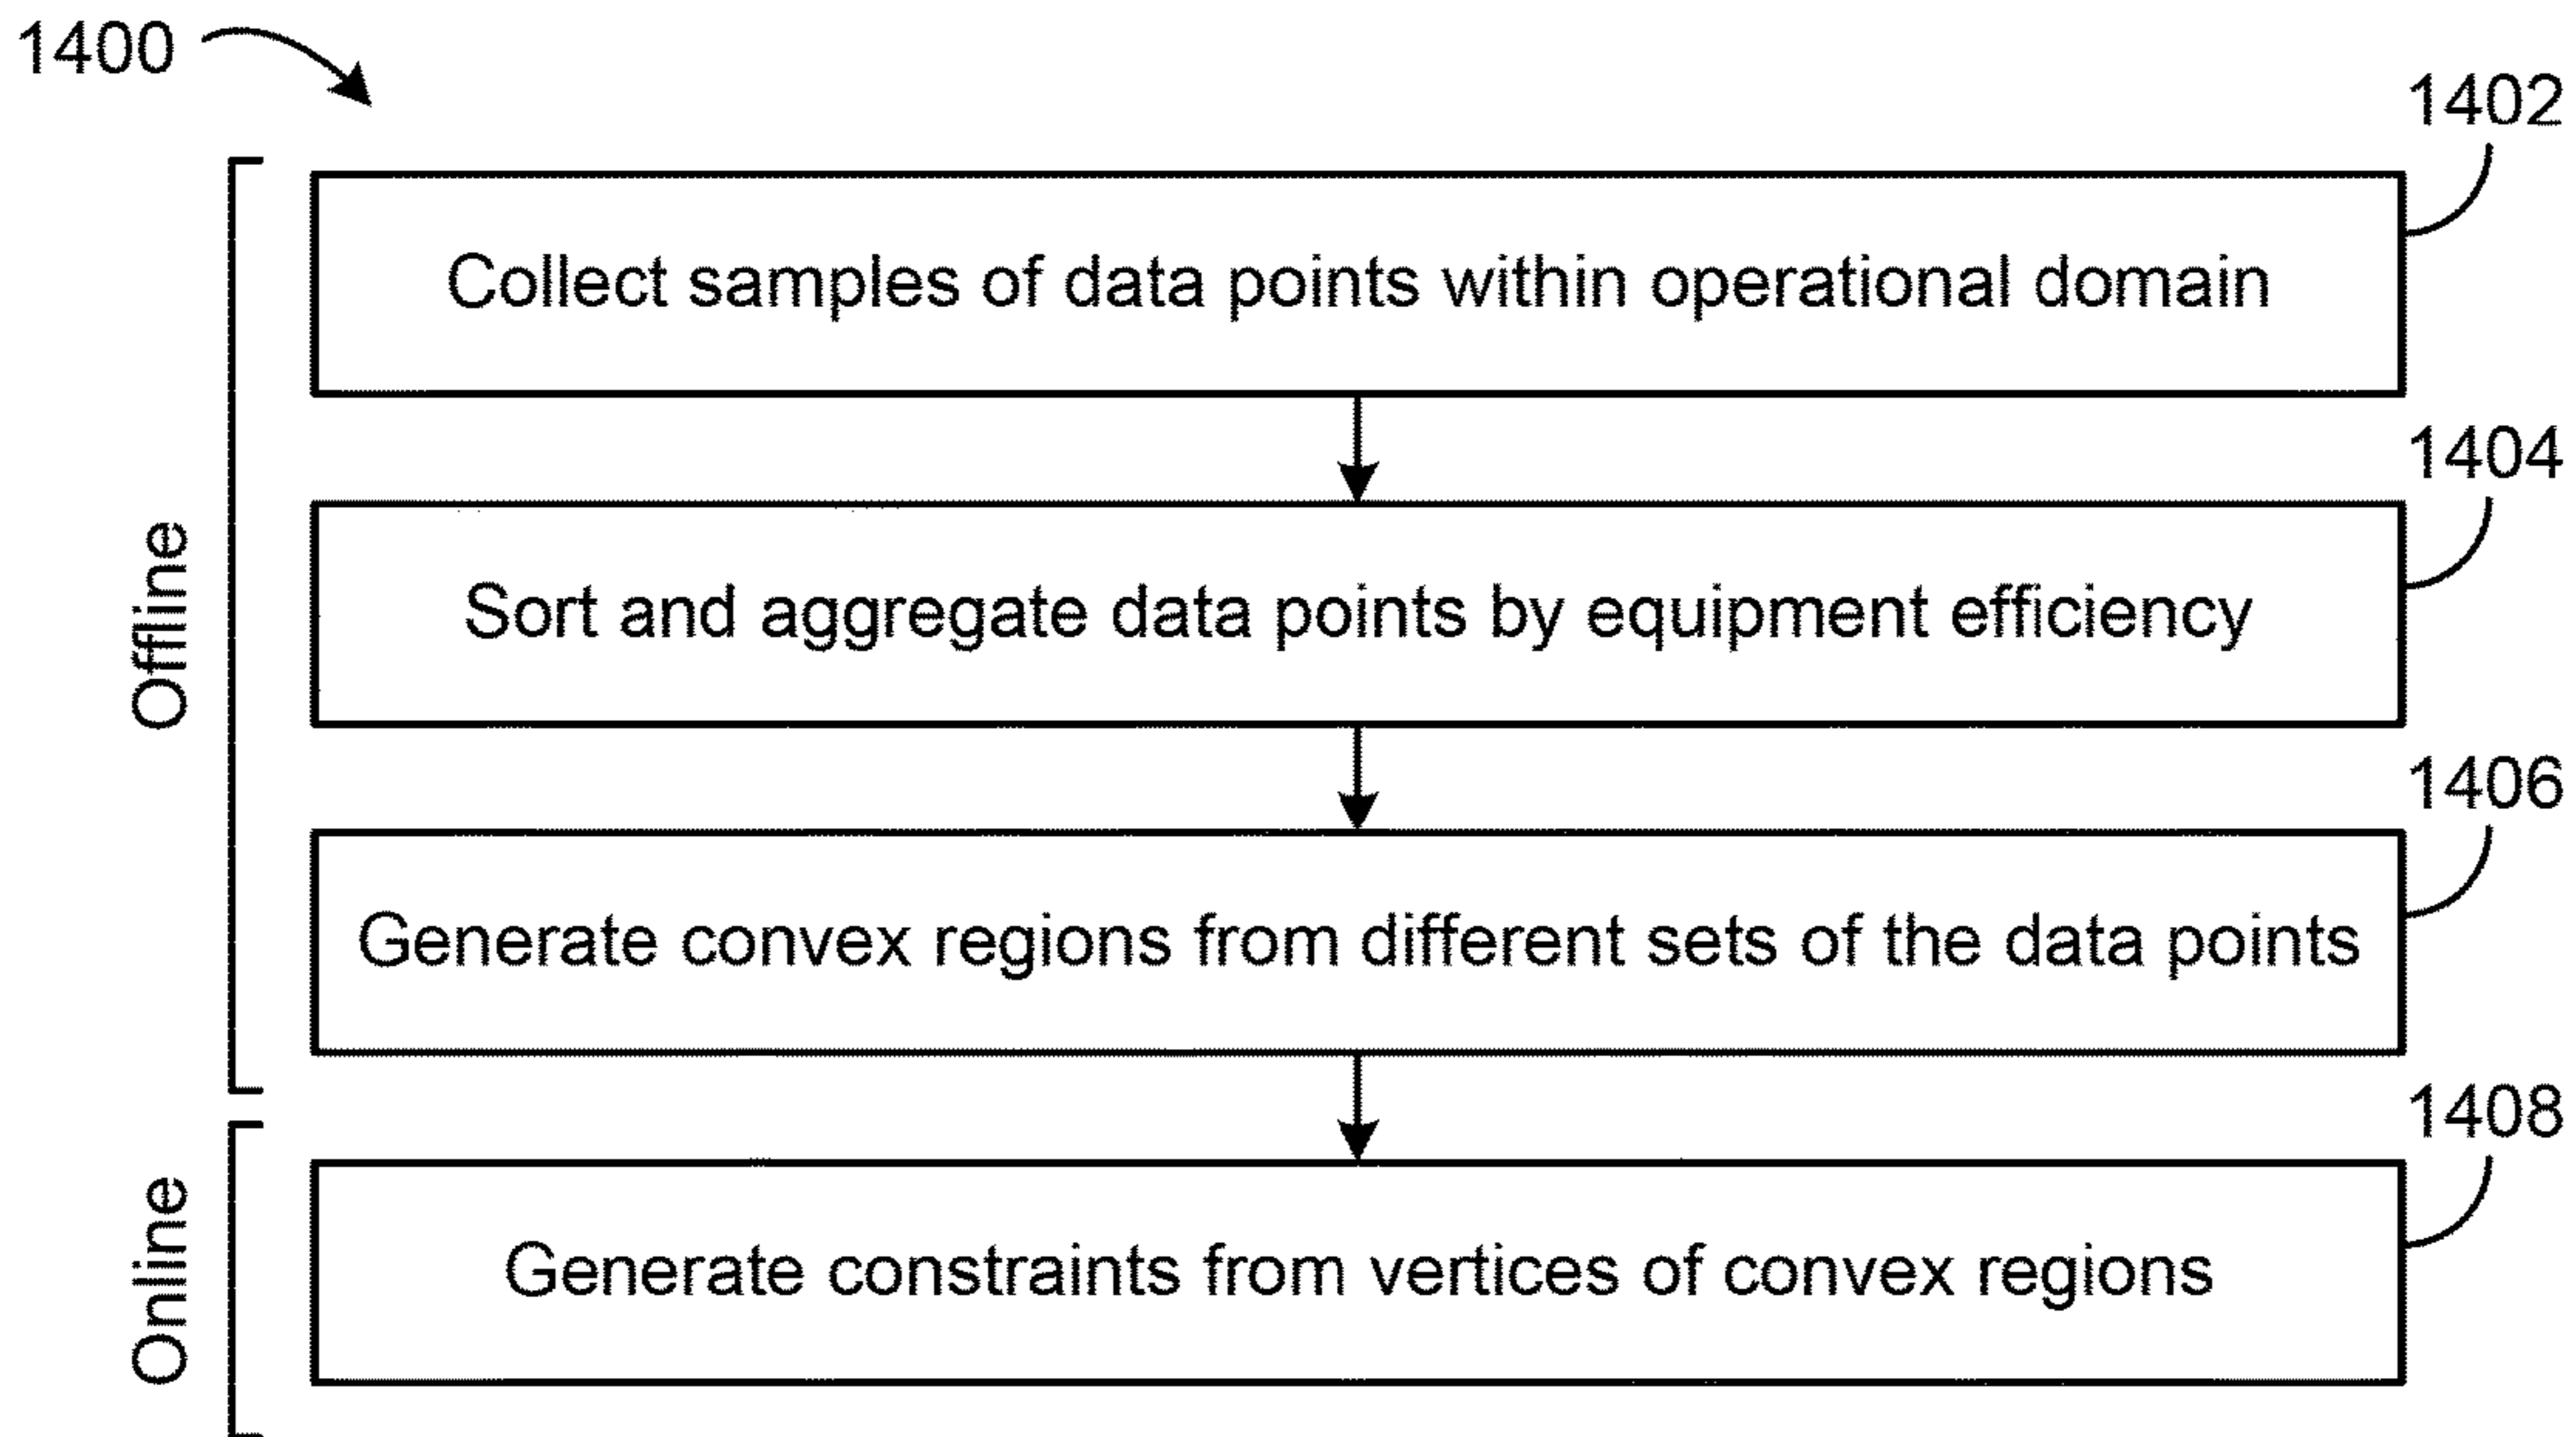 1400
1402
Collect samples of data points within operational domain
1404
Sort and aggregate data points by equipment efficiency
Offline
1406
Generate convex regions from different sets of the data points
1408
Generate constraints from vertices of convex regions
Online